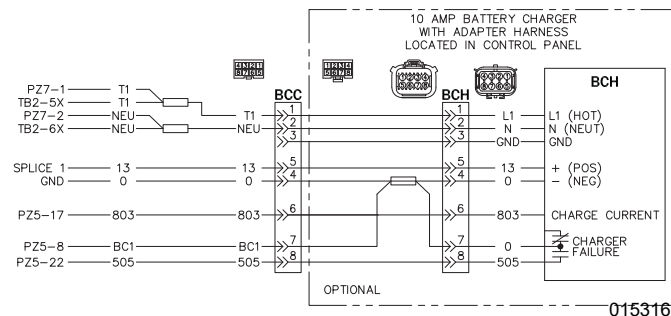 10 AMP BATTERY CHARGER
WITH ADAPTER HARNESS
LOCATED IN CONTROL PANEL
BCC
BCH
BCH
PZ7-1 T1
TB2-5X T1 T1 1 1 L1 L1 (HOT)
PZ7-2 NEU
TB2-6X NEU NEU 2 2 N N (NEUT)
3 3 GND GND
SPLICE 1 13 13 5 5 13 + (POS)
GND 0 0 4 4 0 - (NEG)
PZ5-17 803 803 6 6 803 CHARGE CURRENT
PZ5-8 BC1 BC1 7 7 0 CHARGER
FAILURE
PZ5-22 505 505 8 8 505
OPTIONAL
015316